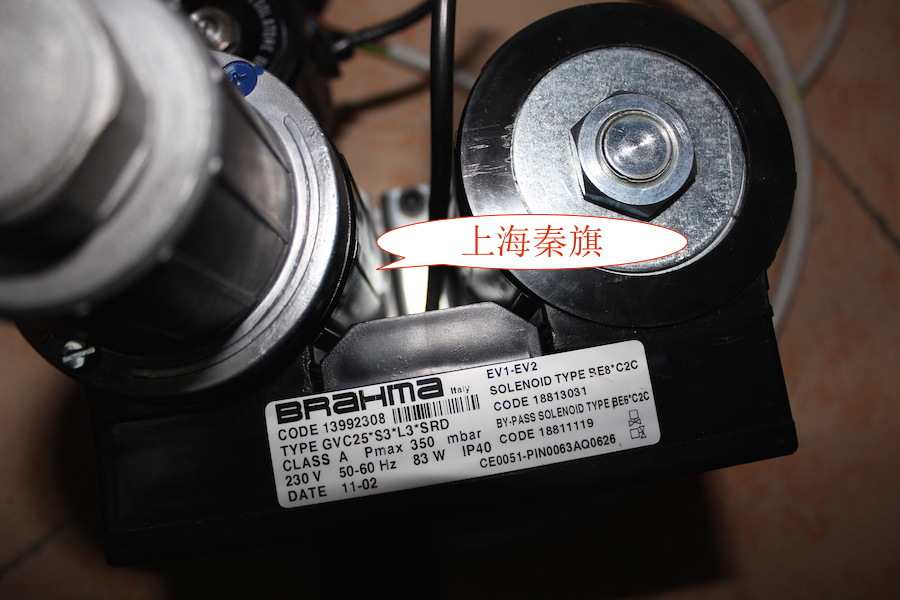 上海秦旗
BRAHMA Italy
CODE 13992308
TYPE GVC25*S3*L3*SRD
CLASS A Pmax 350 mbar
230 V 50-60 Hz 83 W IP40
DATE 11-02
EV1-EV2
SOLENOID TYPE BE8*C2C
CODE 18813031
BY-PASS SOLENOID TYPE BE6*C2C
CODE 18811119
CE0051-PIN0063AQ0626